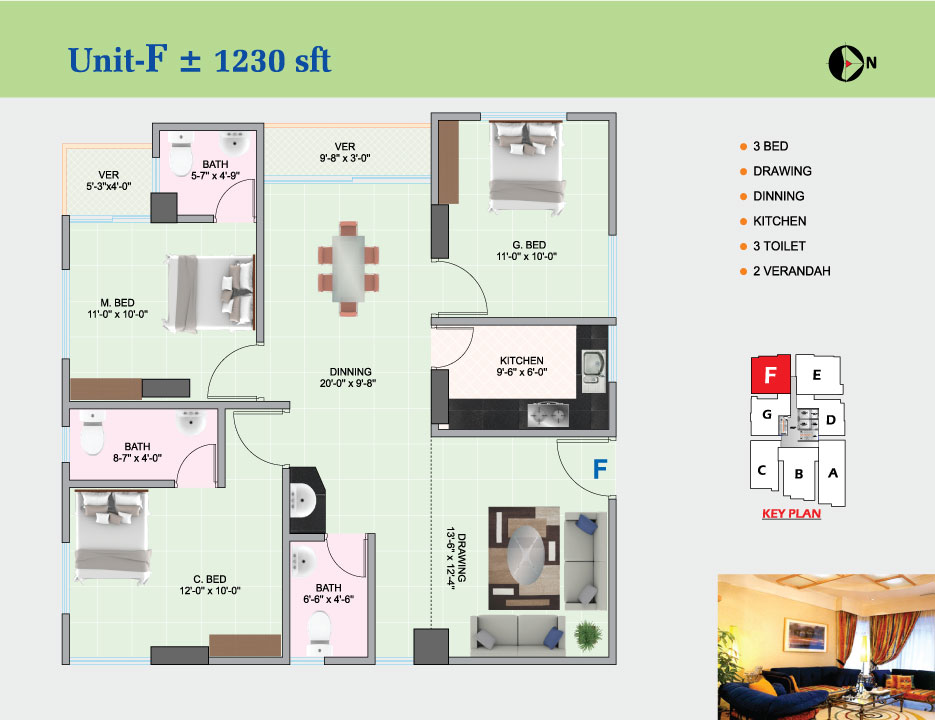 Unit-F ± 1230 sft
N
VER
5'-3"x4'-0"
BATH
5-7" x 4'-9"
VER
9'-8" x 3'-0"
G. BED
11'-0" x 10'-0"
M. BED
11'-0" x 10'-0"
DINNING
20'-0" x 9'-8"
KITCHEN
9'-6" x 6'-0"
BATH
8-7" x 4'-0"
F
DRAWING
13'-6" x 12'-4"
C. BED
12'-0" x 10'-0"
BATH
6'-6" x 4'-6"
3 BED
DRAWING
DINNING
KITCHEN
3 TOILET
2 VERANDAH
F
E
G
D
C
B
A
KEY PLAN